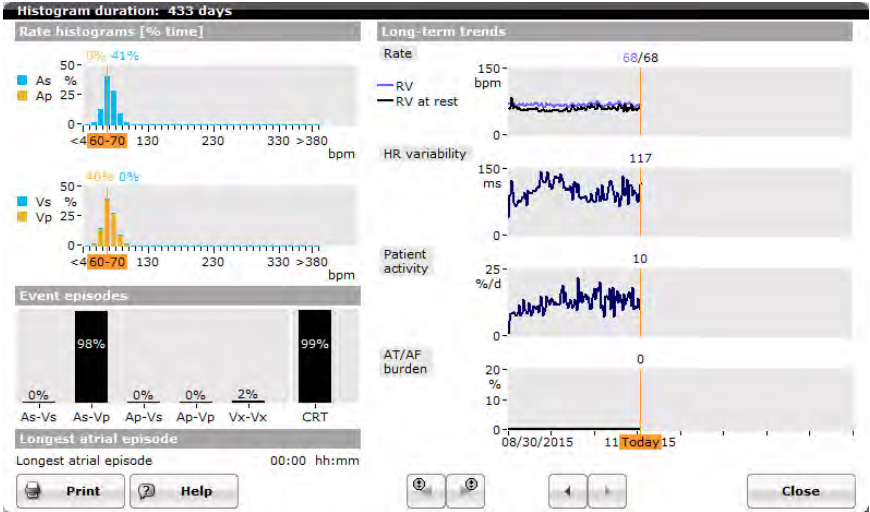 Histogram duration: 433 days
Rate histograms [% time]
0% 41%
50-
As %
Ap 25-
0-
<4 60-70 130 230 330 >380
bpm
40% 0%
50-
Vs %
Vp 25-
0-
<4 60-70 130 230 330 >380
bpm
Event episodes
98% 99%
0% 0% 0% 2%
As-Vs As-Vp Ap-Vs Ap-Vp Vx-Vx CRT
Longest atrial episode
Longest atrial episode 00:00 hh:mm
Print Help
Long-term trends
Rate 68/68
150-
bpm
RV
RV at rest
0-
HR variability 117
150-
ms
0-
Patient activity 10
25-
%/d
0-
AT/AF burden 0
20-
%
10-
0-
08/30/2015 11 Today 15
Close